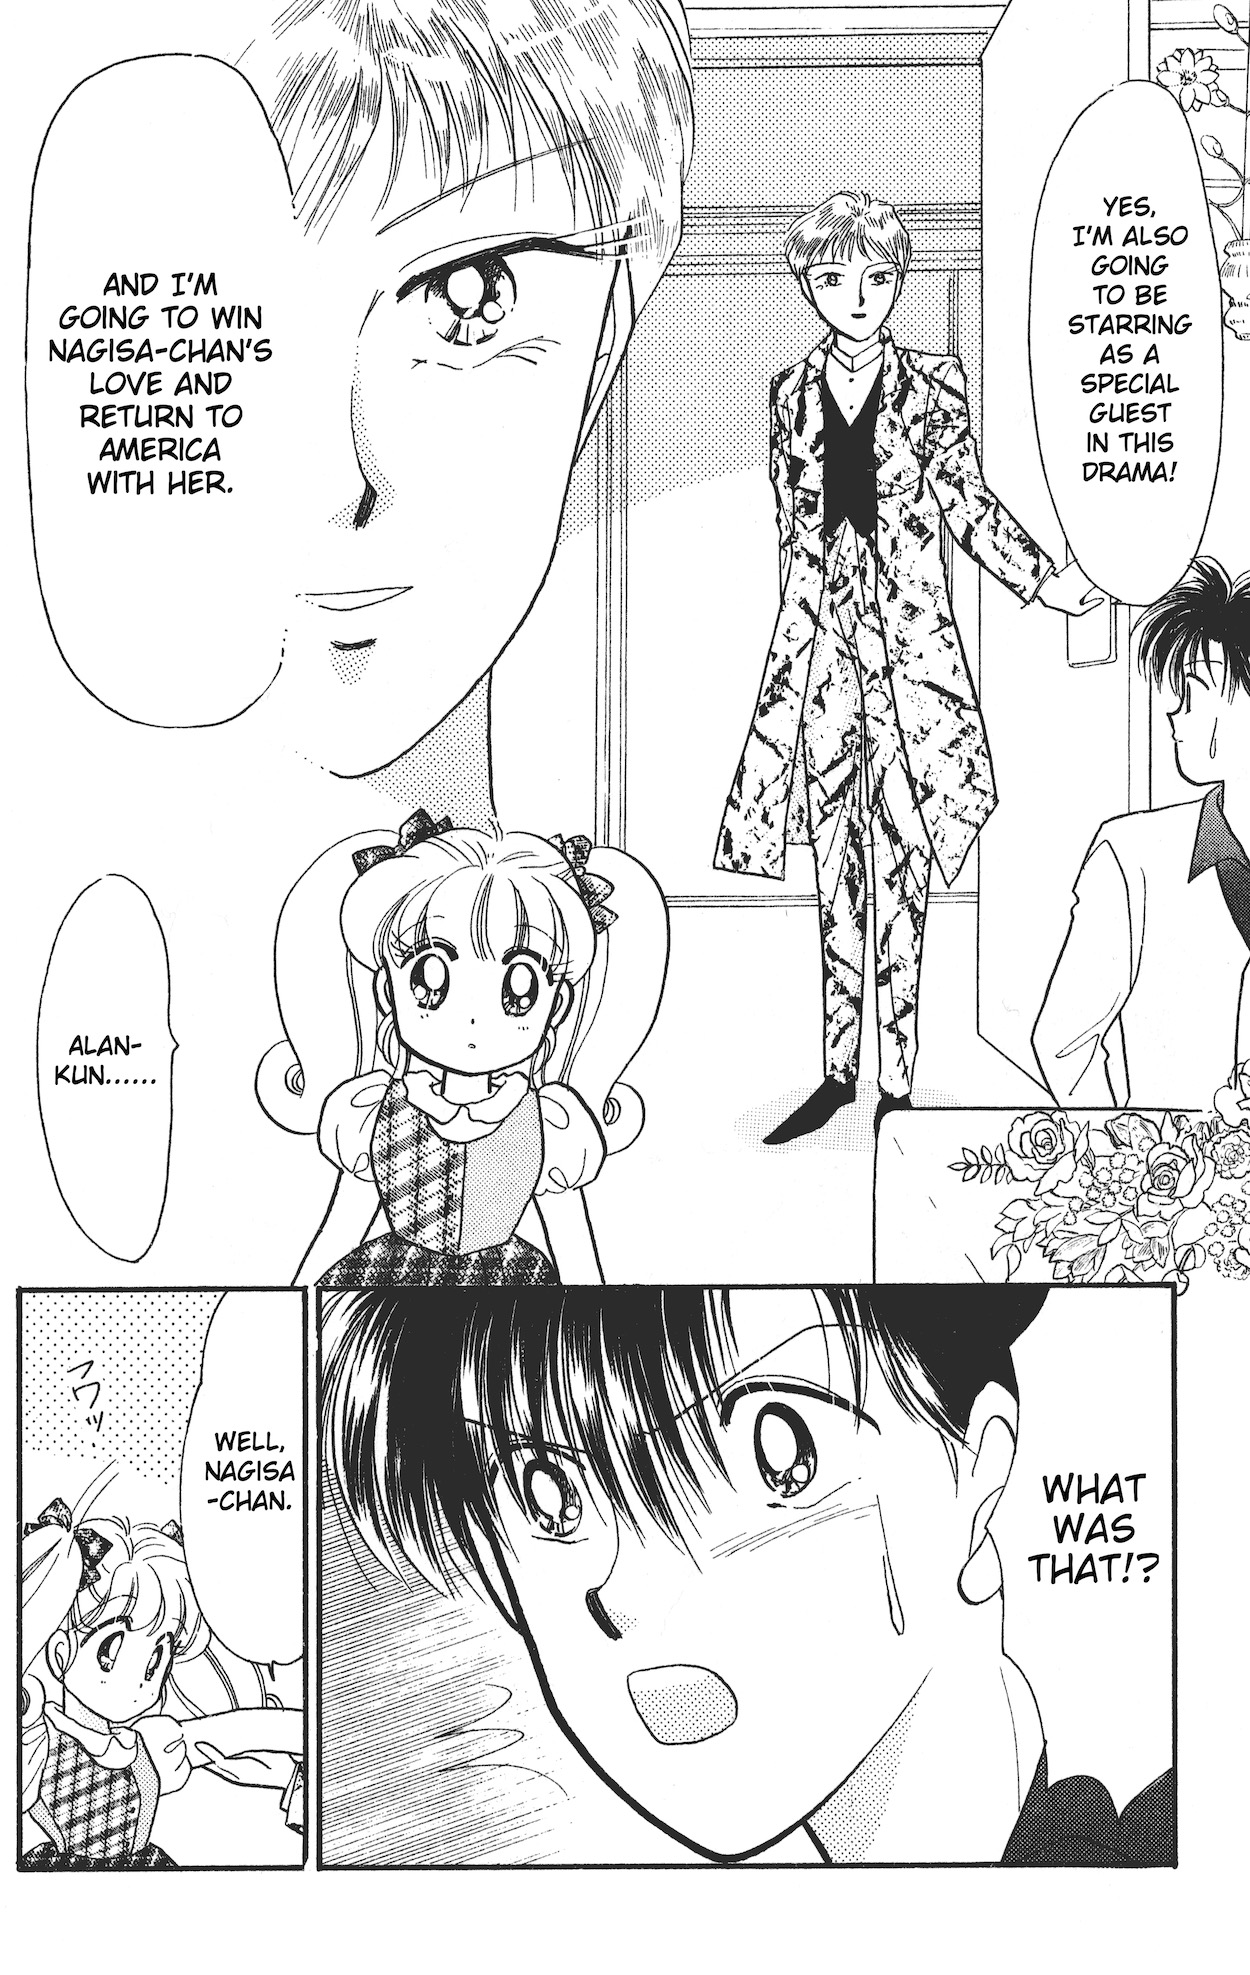 YES,
I'M ALSO
GOING
TO BE
STARRING
AS A
SPECIAL
GUEST
IN THIS
DRAMA!
AND I'M
GOING TO WIN
NAGISA-CHAN'S
LOVE AND
RETURN TO
AMERICA
WITH HER.
ALAN-
KUN......
WHAT
WAS
THAT!?
WELL,
NAGISA
-CHAN.
フワッ